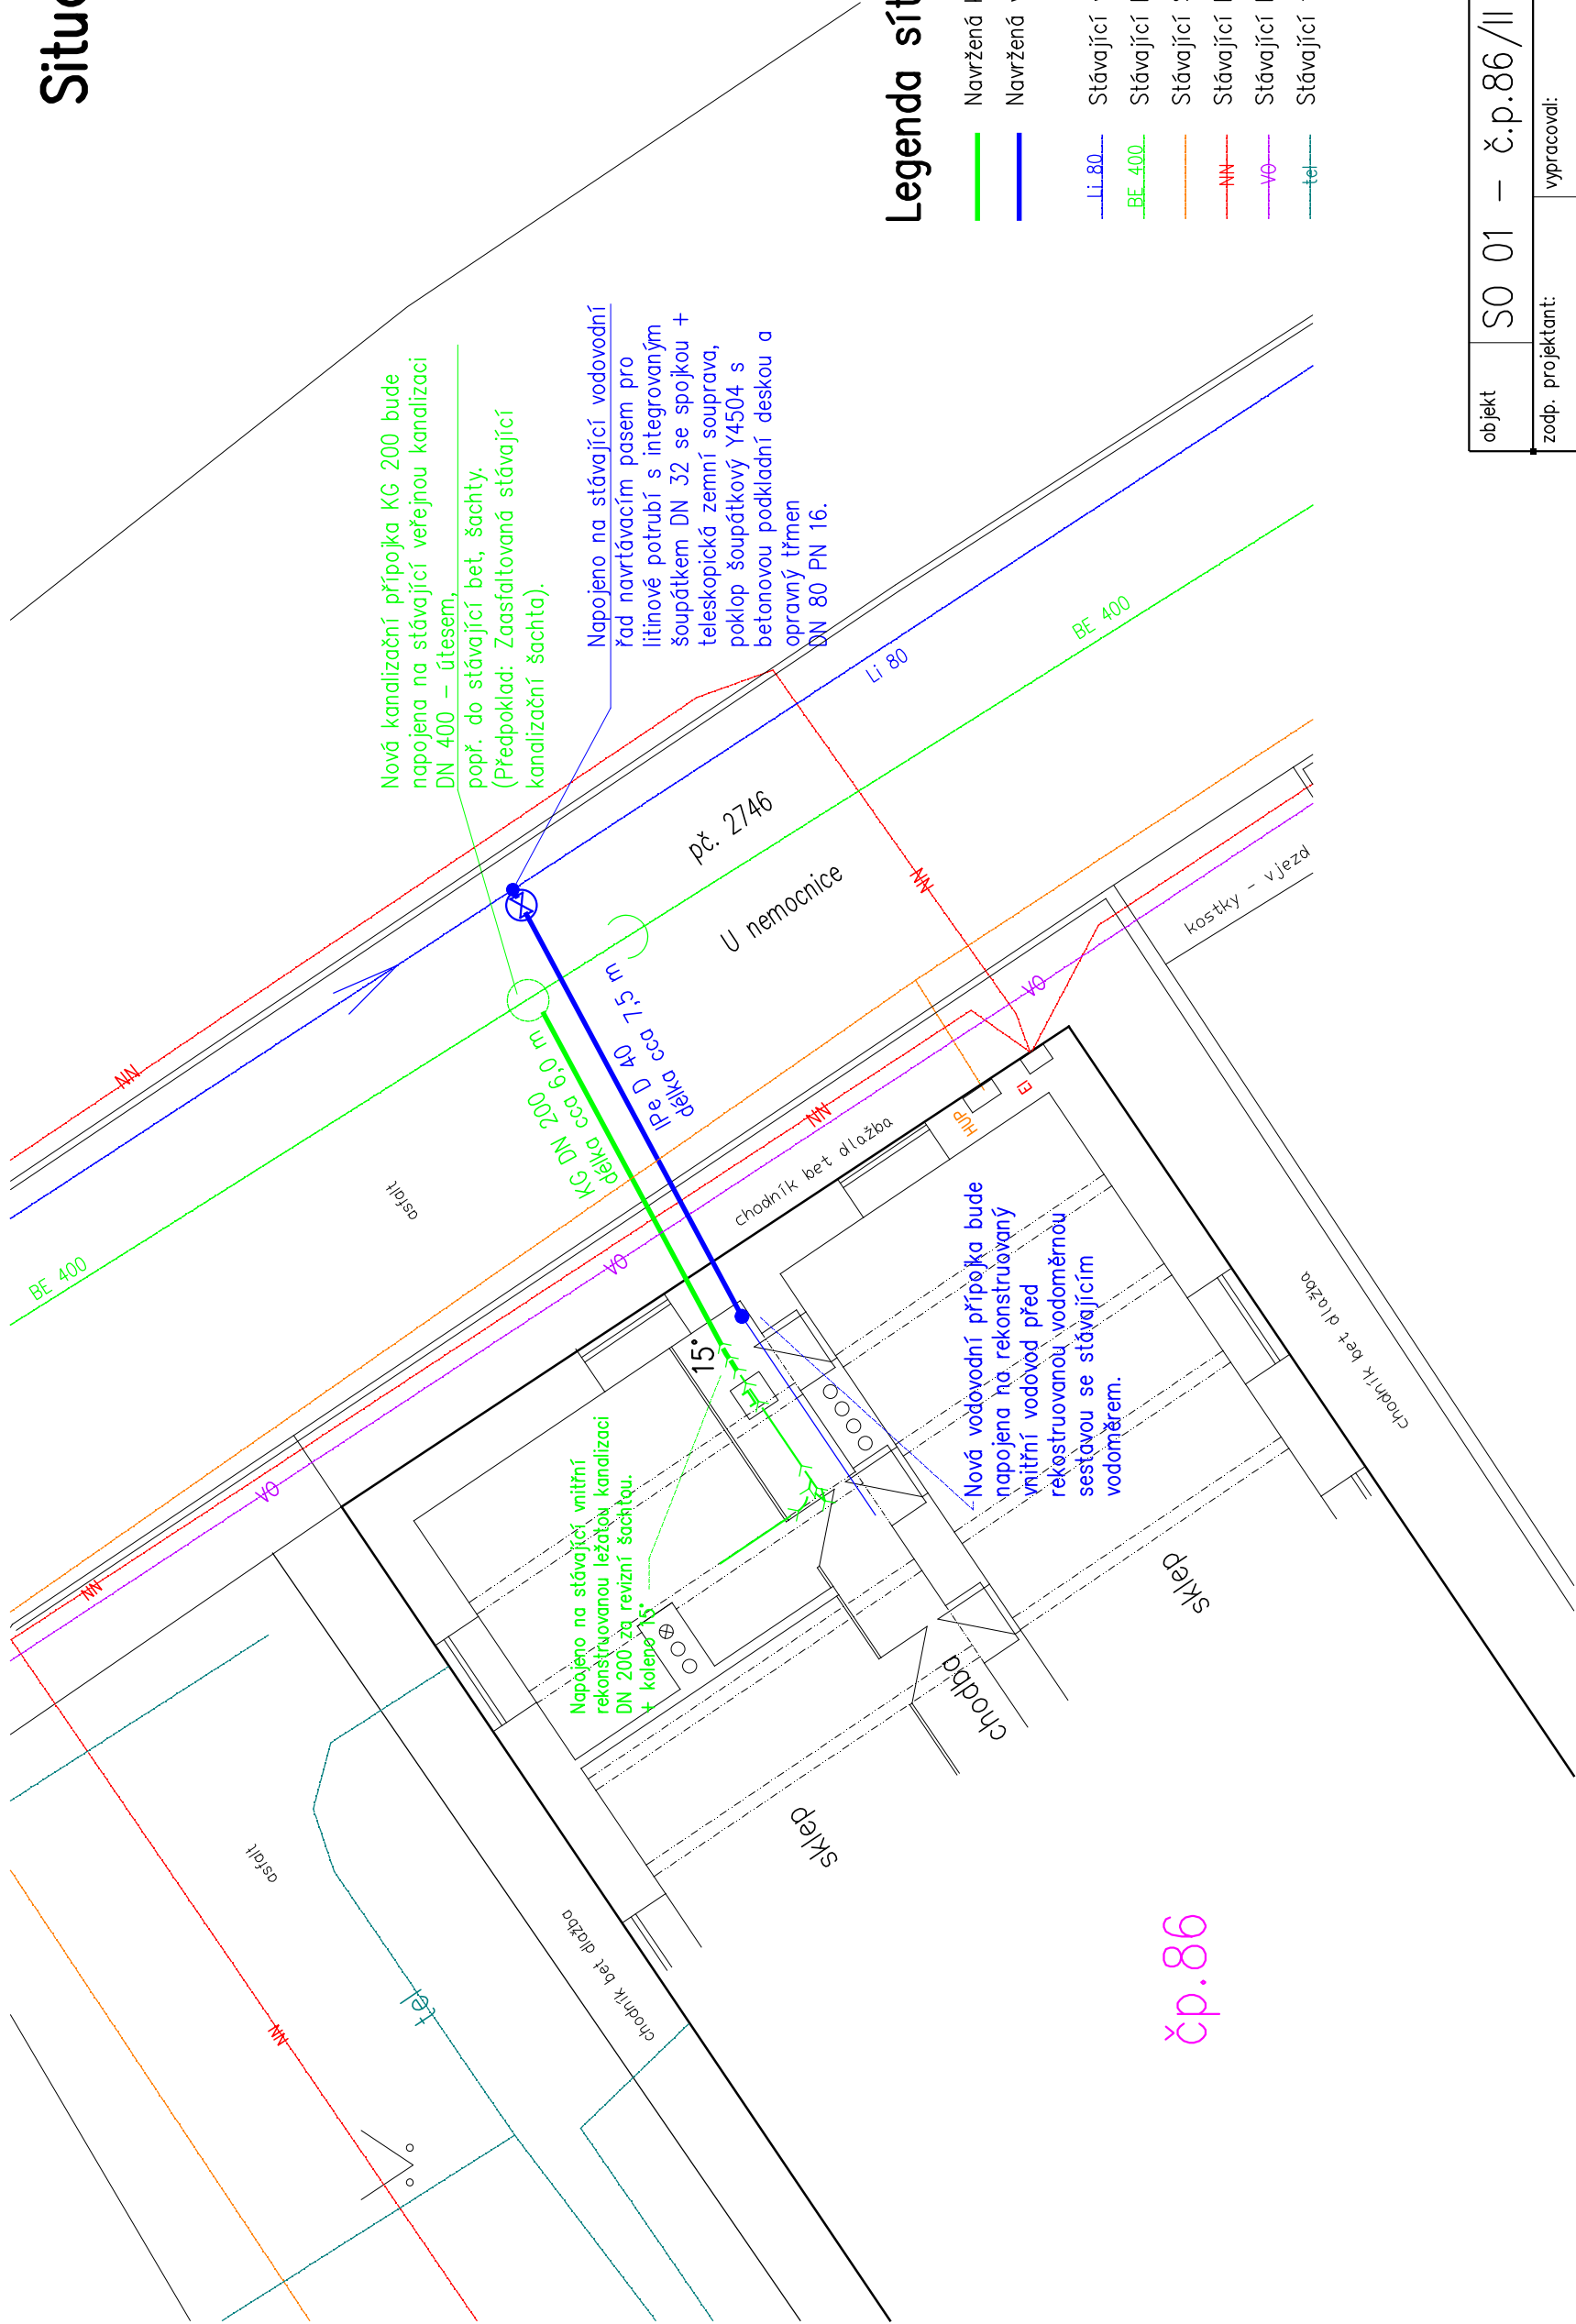 Situa
Nová kanalizační přípojka KG 200 bude
napojena na stávající veřejnou kanalizaci
DN 400 – útesem,
popř. do stávající bet, šachty.
(Předpoklad: Zaasfaltovaná stávající
kanalizační šachta).
Napojeno na stávající vodovodní
řad navrtávacím pasem pro
litinové potrubí s integrovaným
šoupátkem DN 32 se spojkou +
teleskopická zemní souprava,
poklop šoupátkový Y4504 s
betonovou podkladní deskou a
opravný třmen
DN 80 PN 16.
Legenda sít
Navržená
Navržená
Li 80 Stávající
BE 400 Stávající
Stávající
NN Stávající
VO Stávající
tel Stávající
objekt SO 01 – č.p.86/II
zodp. projektant: vypracoval:
NN
BE 400
asfalt
KG DN 200
délka cca 6,0 m
IPe D 40
délka cca 7,5 m
pč. 2746
U nemocnice
Li 80
BE 400
NN
VO
kostky - vjezd
NN
VO
chodník bet dlažba
HUP
El
VO
NN
15°
Napojeno na stávající vnitřní
rekonstruovanou ležatou kanalizaci
DN 200 za revizní šachtou.
+ koleno 15°
Nová vodovodní přípojka bude
napojena na rekonstruovaný
vnitřní vodovod před
rekostruovanou vodoměrnou
sestavou se stávajícím
vodoměrem.
chodník bet dlažba
sklep
chodba
sklep
asfalt
chodník bet dlažba
tel
NN
čp.86